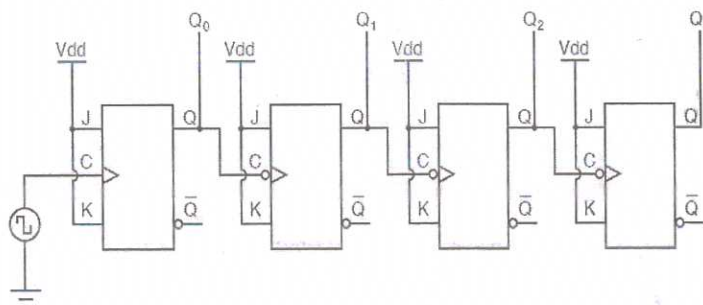 Q0 Q1 Q2 Q
Vdd Vdd Vdd Vdd
J Q J Q J Q J Q
C C C C
K Q̅ K Q̅ K Q̅ K Q̅